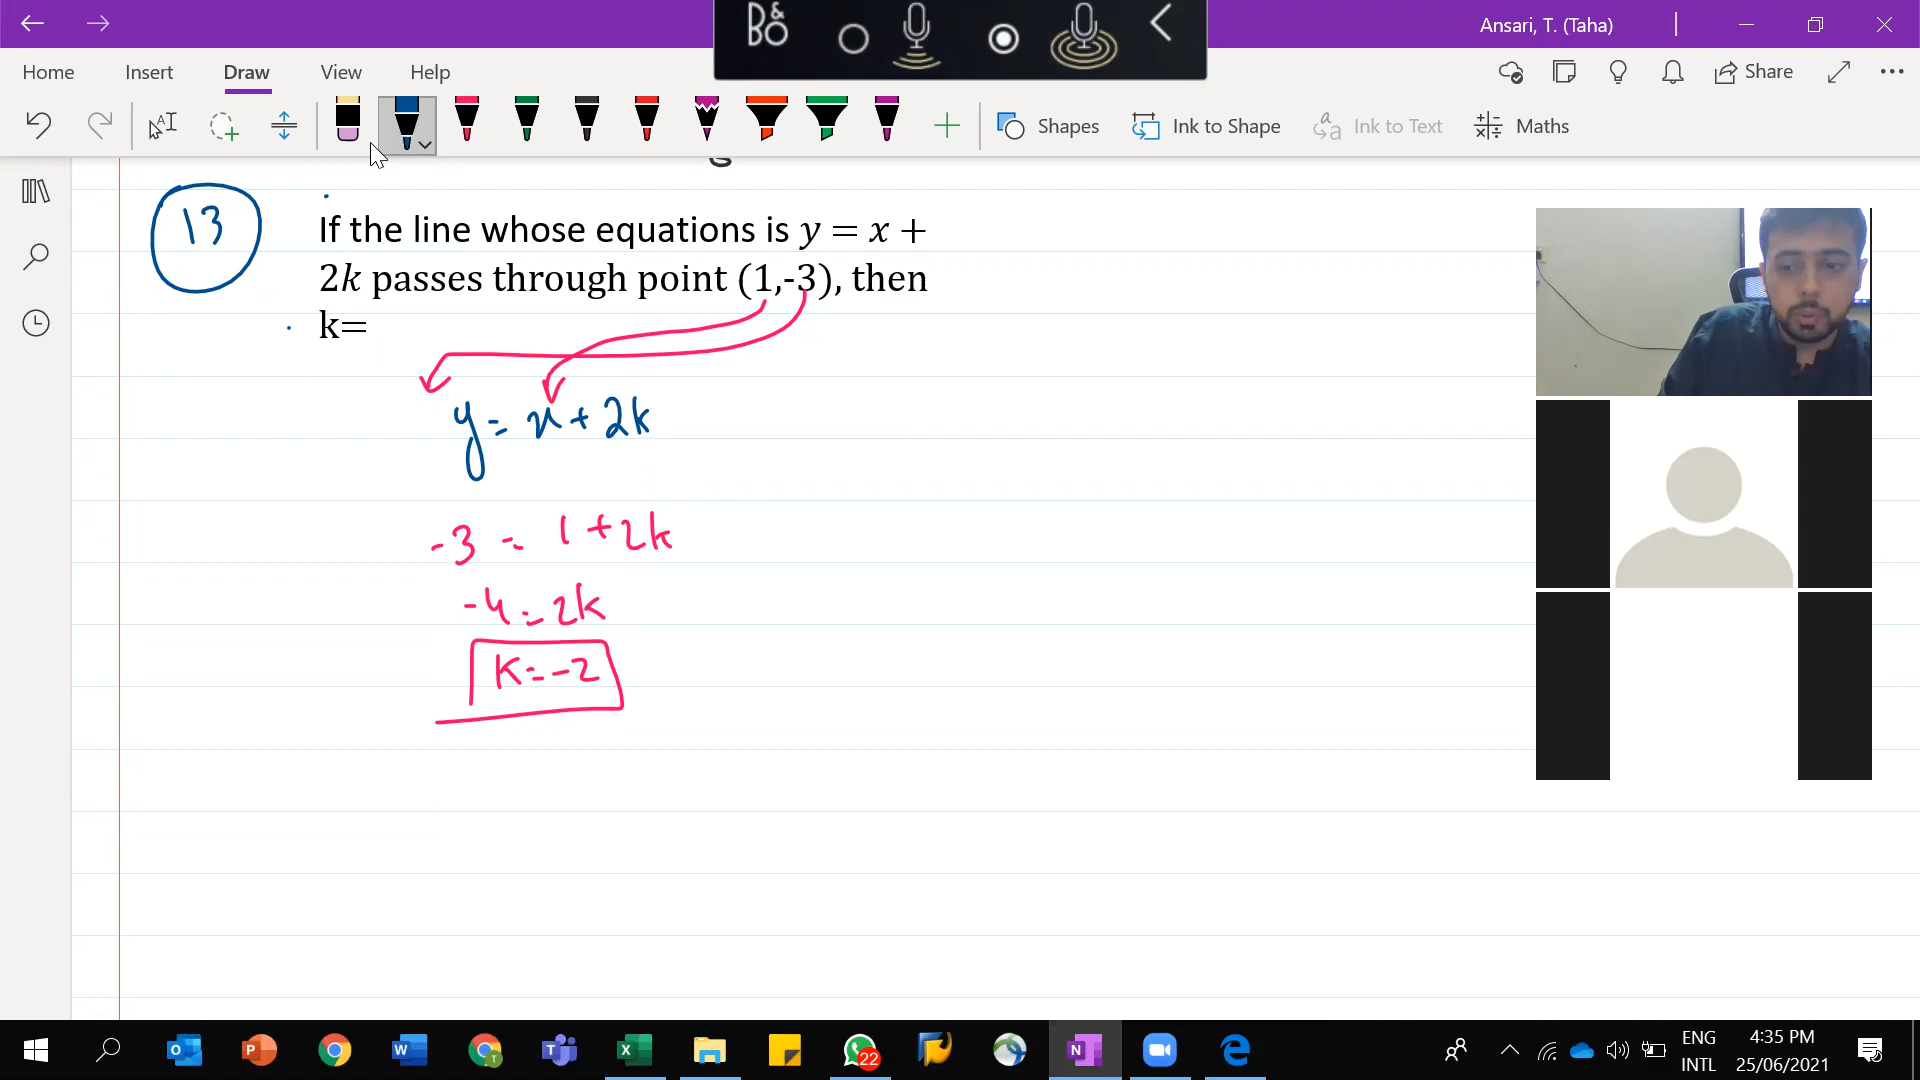 B&O
Ansari, T. (Taha)
Home Insert Draw View Help
Share
Shapes Ink to Shape Ink to Text Maths
13
If the line whose equations is y = x +
2k passes through point (1,-3), then
k=
y = x + 2k
-3 = 1 + 2k
-4 = 2k
K = -2
22
ENG
INTL
4:35 PM
25/06/2021